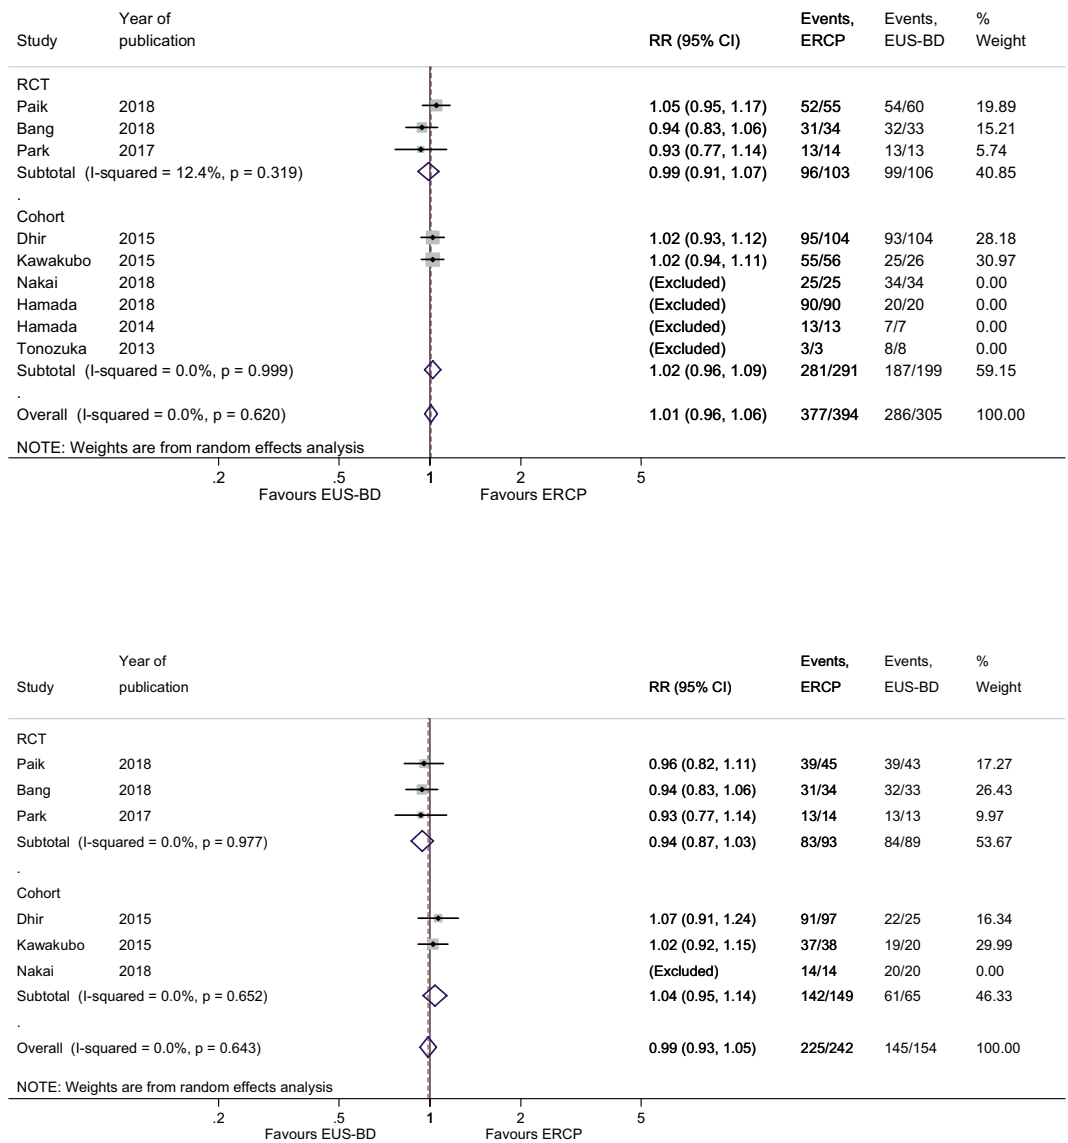 Year of Events, Events, %
Study publication RR (95% CI) ERCP EUS-BD Weight
RCT
Paik 2018 1.05 (0.95, 1.17) 52/55 54/60 19.89
Bang 2018 0.94 (0.83, 1.06) 31/34 32/33 15.21
Park 2017 0.93 (0.77, 1.14) 13/14 13/13 5.74
Subtotal (I-squared = 12.4%, p = 0.319) 0.99 (0.91, 1.07) 96/103 99/106 40.85
.
Cohort
Dhir 2015 1.02 (0.93, 1.12) 95/104 93/104 28.18
Kawakubo 2015 1.02 (0.94, 1.11) 55/56 25/26 30.97
Nakai 2018 (Excluded) 25/25 34/34 0.00
Hamada 2018 (Excluded) 90/90 20/20 0.00
Hamada 2014 (Excluded) 13/13 7/7 0.00
Tonozuka 2013 (Excluded) 3/3 8/8 0.00
Subtotal (I-squared = 0.0%, p = 0.999) 1.02 (0.96, 1.09) 281/291 187/199 59.15
.
Overall (I-squared = 0.0%, p = 0.620) 1.01 (0.96, 1.06) 377/394 286/305 100.00
NOTE: Weights are from random effects analysis
.2 .5 1 2 5
Favours EUS-BD Favours ERCP
Year of Events, Events, %
Study publication RR (95% CI) ERCP EUS-BD Weight
RCT
Paik 2018 0.96 (0.82, 1.11) 39/45 39/43 17.27
Bang 2018 0.94 (0.83, 1.06) 31/34 32/33 26.43
Park 2017 0.93 (0.77, 1.14) 13/14 13/13 9.97
Subtotal (I-squared = 0.0%, p = 0.977) 0.94 (0.87, 1.03) 83/93 84/89 53.67
.
Cohort
Dhir 2015 1.07 (0.91, 1.24) 91/97 22/25 16.34
Kawakubo 2015 1.02 (0.92, 1.15) 37/38 19/20 29.99
Nakai 2018 (Excluded) 14/14 20/20 0.00
Subtotal (I-squared = 0.0%, p = 0.652) 1.04 (0.95, 1.14) 142/149 61/65 46.33
.
Overall (I-squared = 0.0%, p = 0.643) 0.99 (0.93, 1.05) 225/242 145/154 100.00
NOTE: Weights are from random effects analysis
.2 .5 1 2 5
Favours EUS-BD Favours ERCP